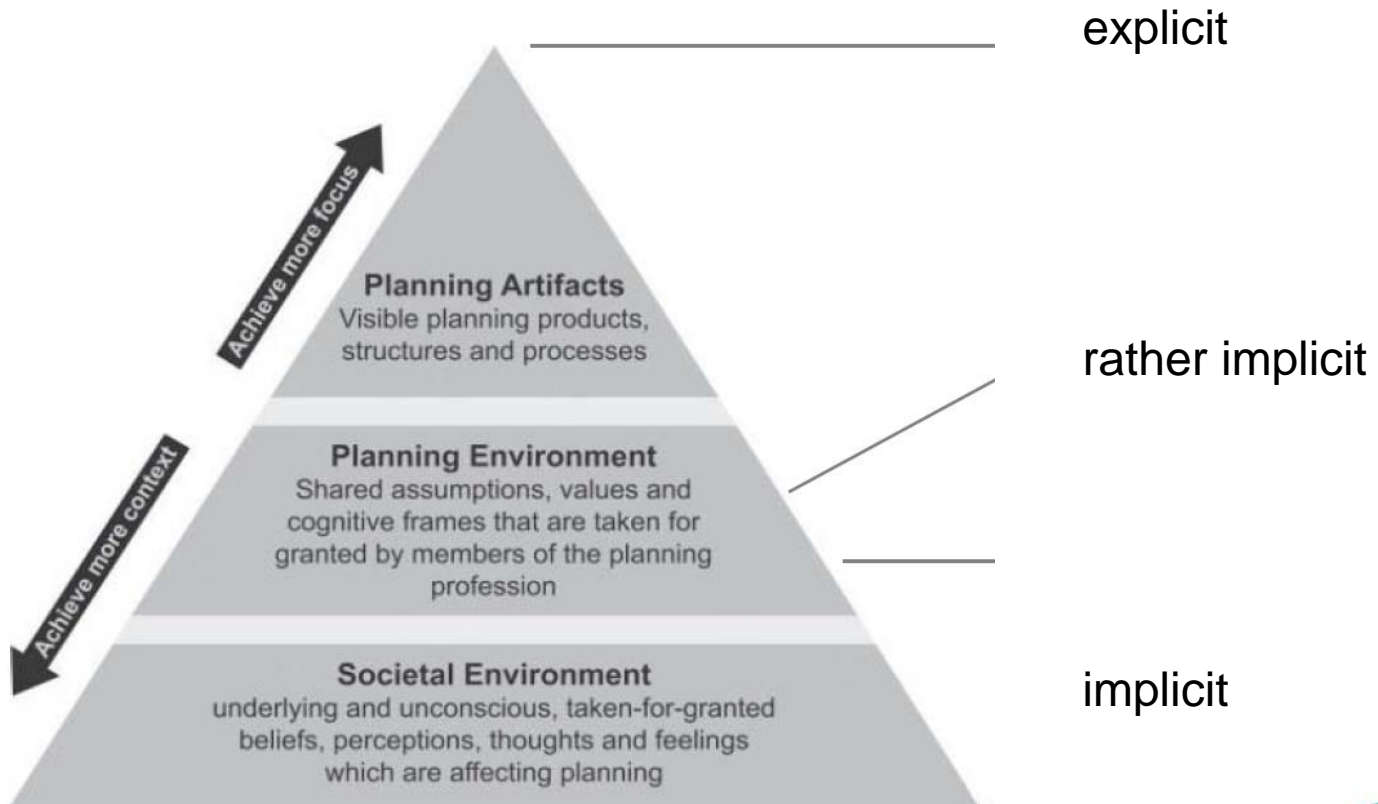 explicit
Achieve more focus
Planning Artifacts
Visible planning products,
structures and processes
rather implicit
Achieve more context
Planning Environment
Shared assumptions, values and
cognitive frames that are taken for
granted by members of the planning
profession
Societal Environment
underlying and unconscious, taken-for-granted
beliefs, perceptions, thoughts and feelings
which are affecting planning
implicit